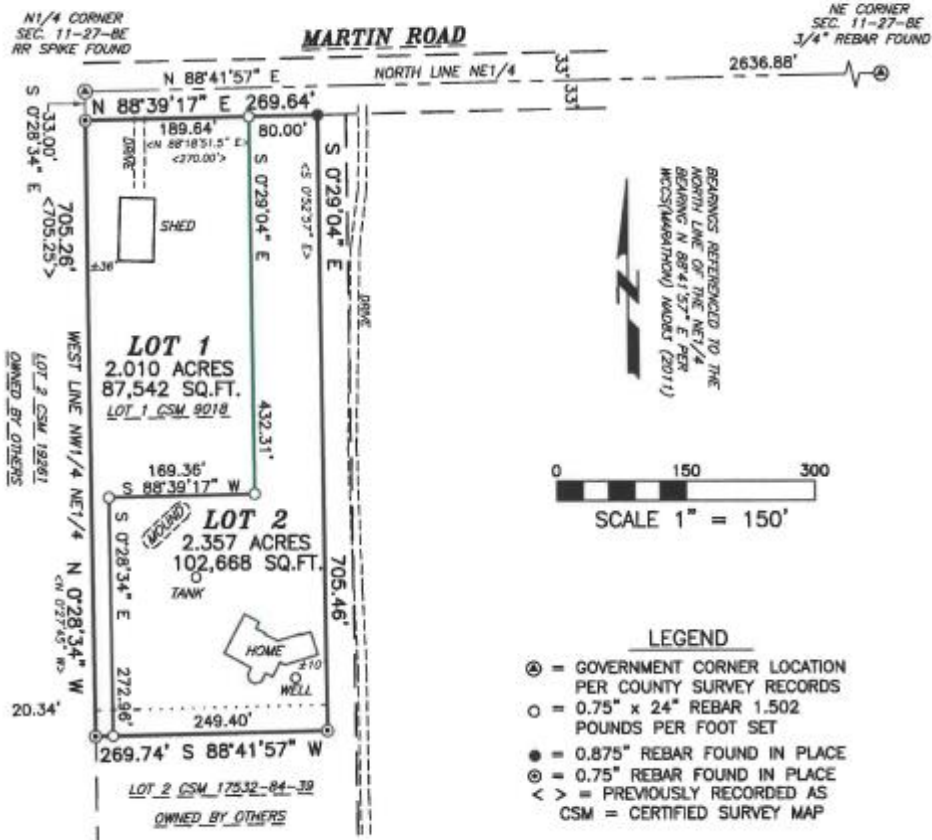 N1/4 CORNER
SEC. 11-27-8E
RR SPIKE FOUND
MARTIN ROAD
NE CORNER
SEC. 11-27-8E
3/4" REBAR FOUND
N 88°41'57" E
NORTH LINE NE1/4
33'
33'
2636.88'
N 88°39'17" E 269.64'
33.00'
S 0°28'34" E
189.64'
80.00'
<N 88°18'51.5" E>
<270.00'>
DRIVE
SHED
±36'
705.26'
<705.25'>
S 0°29'04" E
<S 0°52'57" E>
S 0°29'04" E
DRIVE
BEARINGS REFERENCED TO THE
NORTH LINE OF THE NE1/4
BEARING N 88°41'57" E PER
WCCS(MARATHON) NAD83 (2011)
N
LOT 1
2.010 ACRES
87,542 SQ.FT.
LOT 1 CSM 9018
432.31'
LOT 2 CSM 19261
OWNED BY OTHERS
WEST LINE NW1/4 NE1/4
N 0°28'34" W
<N 0°27'45" W>
169.36'
S 88°39'17" W
(MOUND)
LOT 2
2.357 ACRES
102,668 SQ.FT.
TANK
S 0°28'34" E
272.96'
705.46'
HOME
±10
WELL
20.34'
249.40'
269.74' S 88°41'57" W
LOT 2 CSM 17532-84-39
OWNED BY OTHERS
0 150 300
SCALE 1" = 150'
LEGEND
= GOVERNMENT CORNER LOCATION
PER COUNTY SURVEY RECORDS
= 0.75" x 24" REBAR 1.502
POUNDS PER FOOT SET
= 0.875" REBAR FOUND IN PLACE
= 0.75" REBAR FOUND IN PLACE
< > = PREVIOUSLY RECORDED AS
CSM = CERTIFIED SURVEY MAP